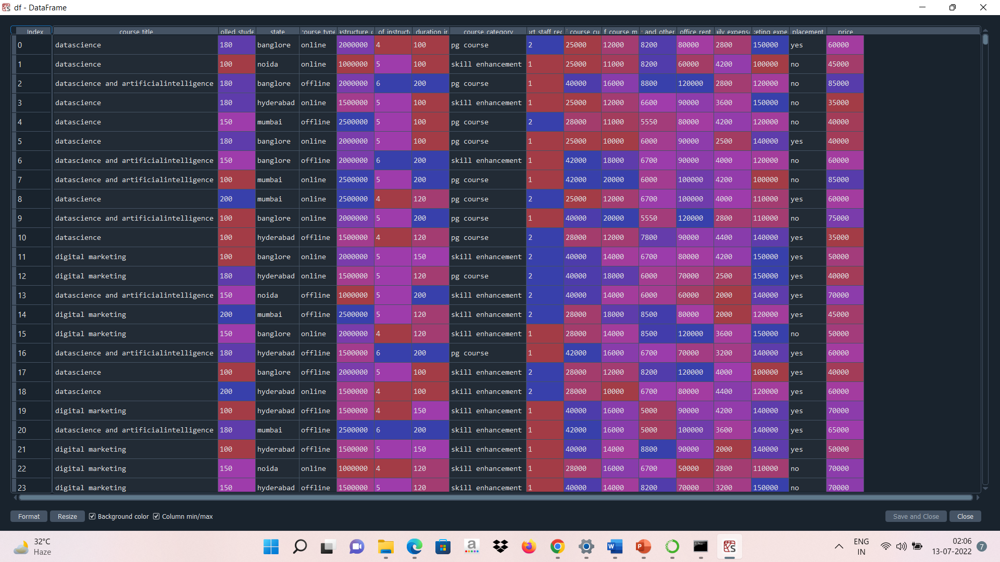 df - DataFrame
Index course title olled stude state course type astructure c of instructo duration in course category ort staff req f course cu f course m and other office rent aily expense keting expe placement price
0 datascience 180 banglore online 2000000 4 100 pg course 2 25000 12000 8200 80000 2800 150000 yes 60000
1 datascience 100 noida online 1000000 5 100 skill enhancement 1 25000 11000 8200 60000 4200 100000 no 45000
2 datascience and artificialintelligence 180 banglore offline 2000000 6 200 pg course 1 40000 16000 8800 120000 2800 120000 no 85000
3 datascience 180 hyderabad online 1500000 5 100 skill enhancement 1 25000 12000 6600 90000 3600 150000 no 35000
4 datascience 150 mumbai offline 2500000 5 100 pg course 2 28000 11000 5550 80000 4200 120000 no 40000
5 datascience 180 banglore online 2000000 5 100 pg course 1 25000 10000 6000 90000 2500 140000 yes 40000
6 datascience and artificialintelligence 150 banglore offline 2000000 6 200 skill enhancement 1 42000 18000 6700 90000 4000 120000 no 60000
7 datascience and artificialintelligence 100 mumbai online 2500000 5 200 pg course 1 42000 20000 6000 100000 4200 100000 no 85000
8 datascience 200 mumbai online 2500000 4 120 pg course 2 25000 12000 6700 100000 4000 110000 yes 60000
9 datascience and artificialintelligence 100 banglore online 2000000 5 200 pg course 1 40000 20000 5550 120000 2800 110000 no 75000
10 datascience 100 hyderabad offline 1500000 4 120 pg course 2 28000 12000 7800 90000 4400 140000 yes 35000
11 digital marketing 100 banglore online 2000000 5 150 skill enhancement 2 40000 14000 6700 80000 4200 150000 yes 50000
12 digital marketing 180 hyderabad online 1500000 5 120 pg course 2 40000 18000 6000 70000 2500 150000 yes 40000
13 datascience and artificialintelligence 150 noida offline 1000000 5 200 skill enhancement 2 40000 14000 6000 60000 2000 140000 yes 70000
14 digital marketing 200 mumbai offline 2500000 5 120 skill enhancement 2 28000 18000 8500 80000 2000 120000 yes 45000
15 digital marketing 150 banglore online 2000000 4 120 skill enhancement 1 28000 14000 8500 120000 3600 150000 no 50000
16 datascience and artificialintelligence 180 hyderabad offline 1500000 6 200 pg course 1 42000 16000 6700 70000 3200 140000 yes 60000
17 datascience 100 banglore offline 2000000 5 100 skill enhancement 2 28000 12000 8200 120000 4000 100000 yes 40000
18 datascience 200 hyderabad online 1500000 4 100 skill enhancement 2 28000 10000 6700 80000 4400 120000 yes 60000
19 digital marketing 100 hyderabad offline 1500000 4 150 skill enhancement 1 40000 16000 5000 90000 4200 140000 yes 70000
20 datascience and artificialintelligence 180 mumbai offline 2500000 6 200 skill enhancement 1 42000 16000 5000 100000 3600 140000 yes 65000
21 digital marketing 100 hyderabad offline 1500000 5 150 skill enhancement 1 40000 14000 8800 90000 2000 140000 yes 50000
22 digital marketing 150 noida online 1000000 4 120 skill enhancement 1 28000 16000 6700 50000 2800 110000 no 70000
23 digital marketing 150 hyderabad offline 1500000 5 120 skill enhancement 1 40000 14000 8200 70000 3200 150000 no 70000
Format Resize Background color Column min/max Save and Close Close
32°C
Haze
ENG
IN
02:06
13-07-2022
7